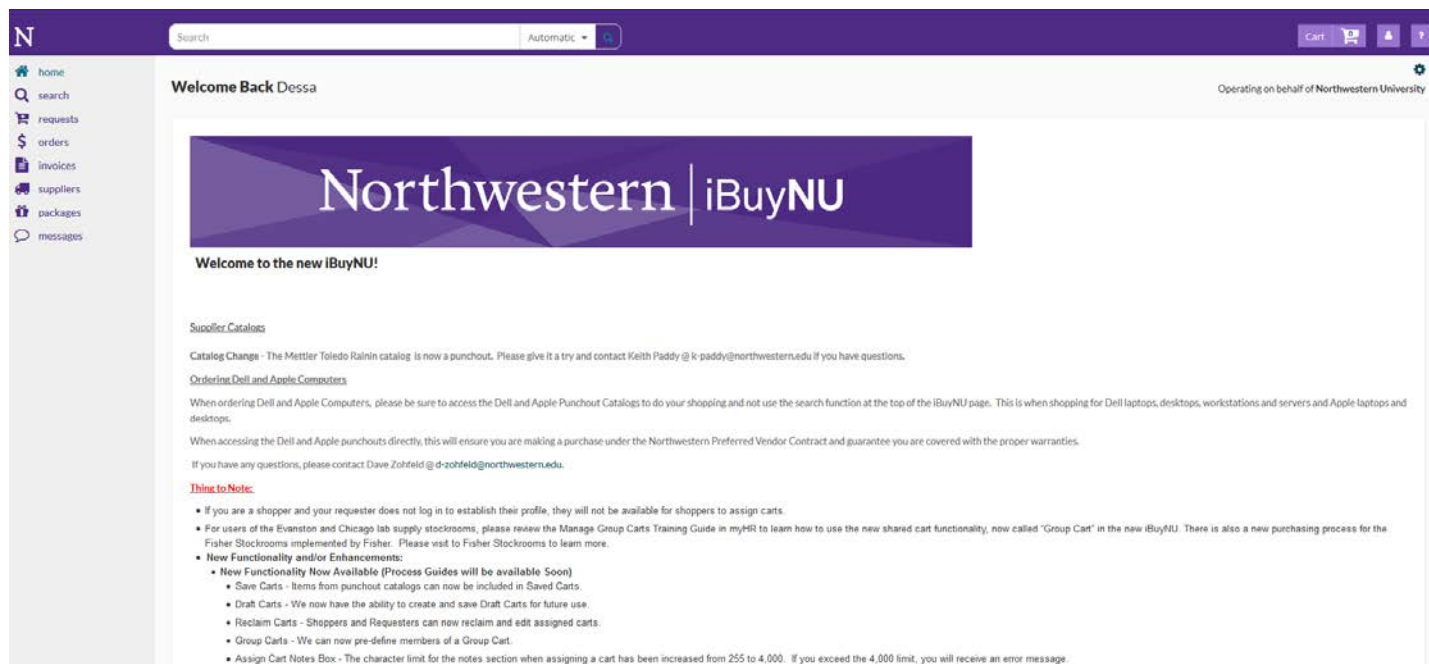 N
Search
Automatic
Cart
0
?
home
search
requests
orders
invoices
suppliers
packages
messages
Welcome Back Dessa
Operating on behalf of Northwestern University
Northwestern | iBuyNU
Welcome to the new iBuyNU!
Supplier Catalogs
Catalog Change - The Mettler Toledo Rainin catalog is now a punchout. Please give it a try and contact Keith Paddy @ k-paddy@northwestern.edu if you have questions.
Ordering Dell and Apple Computers
When ordering Dell and Apple Computers, please be sure to access the Dell and Apple Punchout Catalogs to do your shopping and not use the search function at the top of the iBuyNU page. This is when shopping for Dell laptops, desktops, workstations and servers and Apple laptops and
desktops.
When accessing the Dell and Apple punchouts directly, this will ensure you are making a purchase under the Northwestern Preferred Vendor Contract and guarantee you are covered with the proper warranties.
If you have any questions, please contact Dave Zohfeld @ d-zohfeld@northwestern.edu.
Thing to Note:
• If you are a shopper and your requester does not log in to establish their profile, they will not be available for shoppers to assign carts.
• For users of the Evanston and Chicago lab supply stockrooms, please review the Manage Group Carts Training Guide in myHR to learn how to use the new shared cart functionality, now called "Group Cart" in the new iBuyNU. There is also a new purchasing process for the
Fisher Stockrooms implemented by Fisher. Please visit to Fisher Stockrooms to learn more.
• New Functionality and/or Enhancements:
• New Functionality Now Available (Process Guides will be available Soon)
• Save Carts - Items from punchout catalogs can now be included in Saved Carts.
• Draft Carts - We now have the ability to create and save Draft Carts for future use.
• Reclaim Carts - Shoppers and Requesters can now reclaim and edit assigned carts.
• Group Carts - We can now pre-define members of a Group Cart.
• Assign Cart Notes Box - The character limit for the notes section when assigning a cart has been increased from 255 to 4,000. If you exceed the 4,000 limit, you will receive an error message.